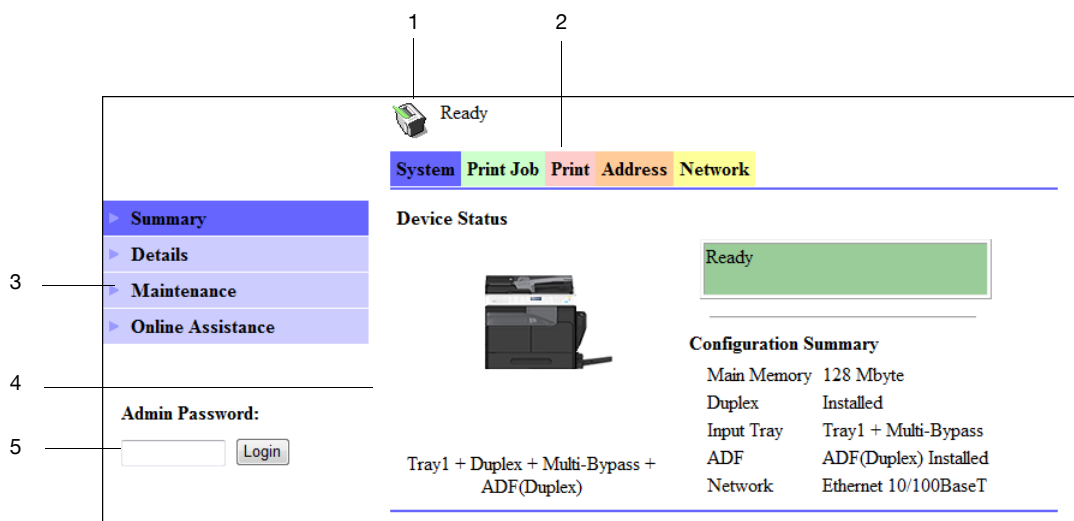 1
2
Ready
System Print Job Print Address Network
Summary
Details
3
Maintenance
Online Assistance
4
Admin Password:
5
Login
Device Status
Tray1 + Duplex + Multi-Bypass +
ADF(Duplex)
Ready
Configuration Summary
Main Memory 128 Mbyte
Duplex Installed
Input Tray Tray1 + Multi-Bypass
ADF ADF(Duplex) Installed
Network Ethernet 10/100BaseT